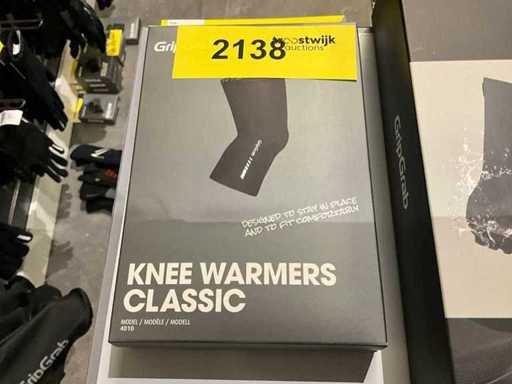 2138
stwijk
auctions
GripGrab
GripGrab
DESIGNED TO STAY IN PLACE
AND TO FIT COMFORTABLY
KNEE WARMERS
CLASSIC
MODEL / MODÈLE / MODELL
4010
GripGrab